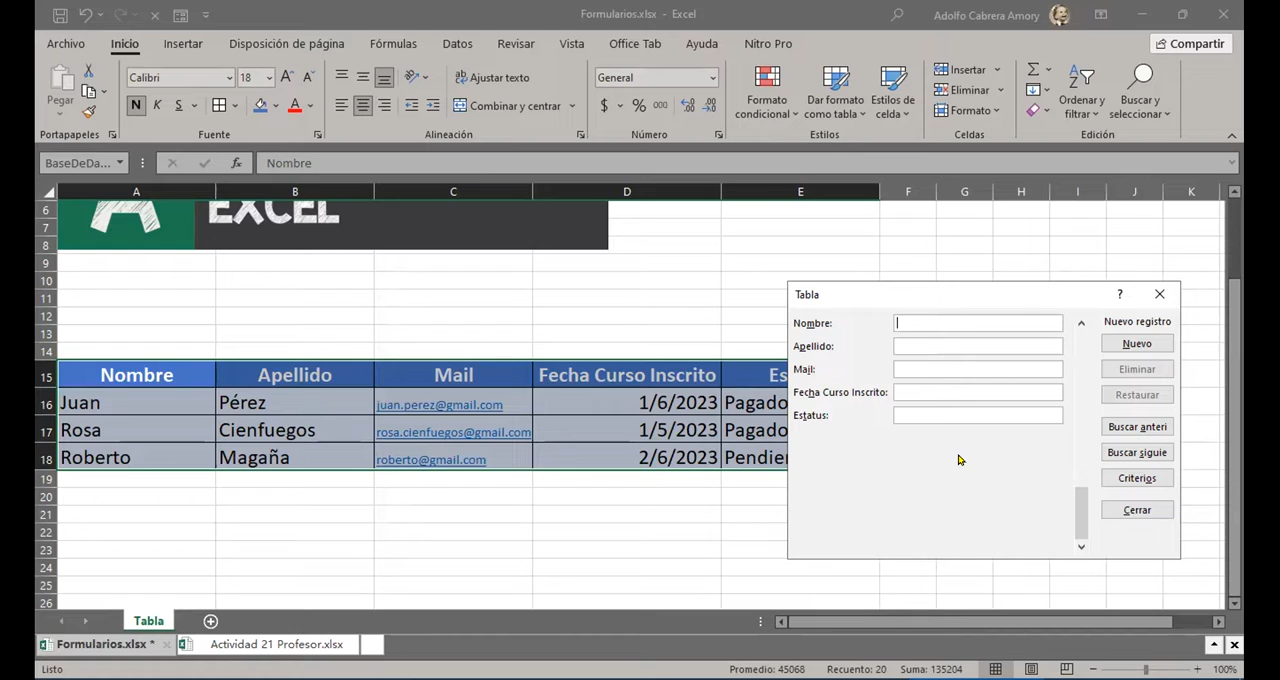 Formularios.xlsx - Excel
Adolfo Cabrera Amory
Archivo Inicio Insertar Disposición de página Fórmulas Datos Revisar Vista Office Tab Ayuda Nitro Pro Compartir
Pegar
Calibri 18
N K S
Ajustar texto
Combinar y centrar
General
$ % 000
Formato condicional
Dar formato como tabla
Estilos de celda
Insertar
Eliminar
Formato
Ordenar y filtrar
Buscar y seleccionar
Portapapeles Fuente Alineación Número Estilos Celdas Edición
BaseDeDa... fx Nombre
A B C D E F G H I J K
6
7
8
EXCEL
9
10
11
12
13
14
15 Nombre Apellido Mail Fecha Curso Inscrito Es
16 Juan Pérez juan.perez@gmail.com 1/6/2023 Pagado
17 Rosa Cienfuegos rosa.cienfuegos@gmail.com 1/5/2023 Pagado
18 Roberto Magaña roberto@gmail.com 2/6/2023 Pendie
19
20
21
22
23
24
25
26
Tabla ?
Nombre: Nuevo registro
Apellido: Nuevo
Mail: Eliminar
Fecha Curso Inscrito: Restaurar
Estatus:
Buscar anteri
Buscar siguie
Criterios
Cerrar
Tabla
Formularios.xlsx * Actividad 21 Profesor.xlsx
Listo Promedio: 45068 Recuento: 20 Suma: 135204 100%